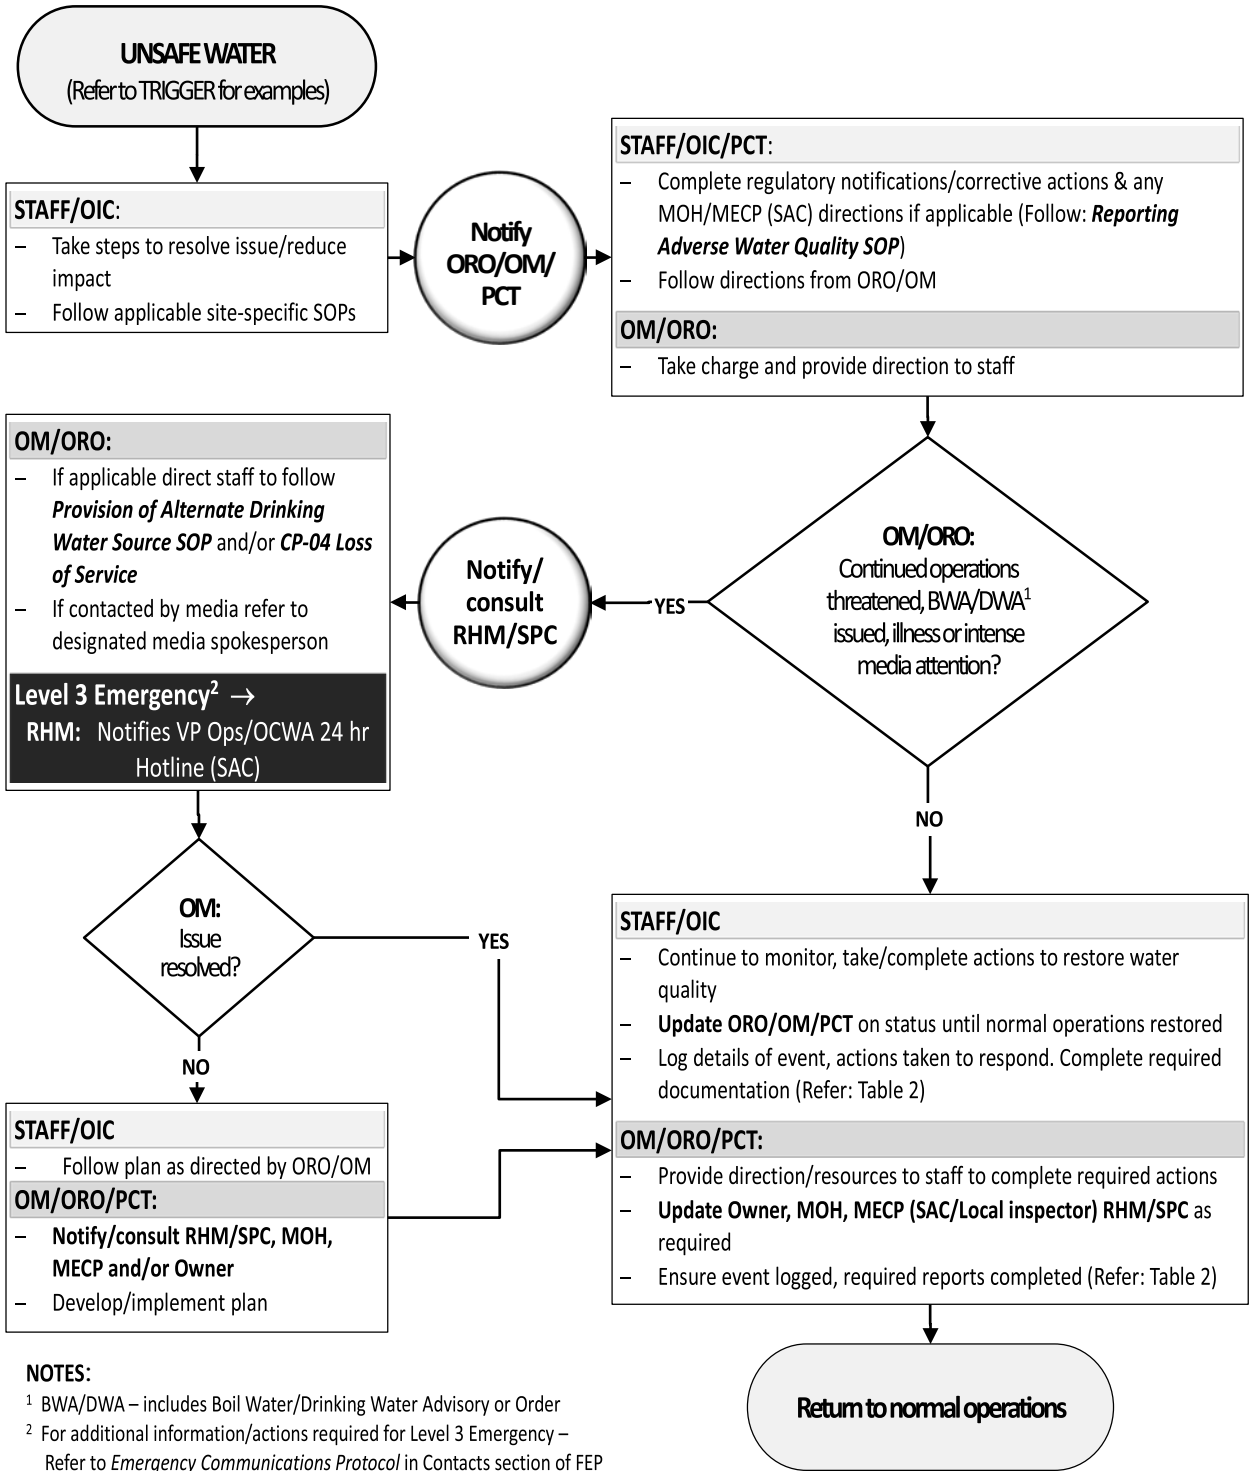 UNSAFE WATER
(Refer to TRIGGER for examples)
STAFF/OIC:
– Take steps to resolve issue/reduce
impact
– Follow applicable site-specific SOPs
Notify
ORO/OM/
PCT
STAFF/OIC/PCT:
– Complete regulatory notifications/corrective actions & any
MOH/MECP (SAC) directions if applicable (Follow: Reporting
Adverse Water Quality SOP)
– Follow directions from ORO/OM
OM/ORO:
– Take charge and provide direction to staff
OM/ORO:
Continued operations
threatened, BWA/DWA¹
issued, illness or intense
media attention?
YES
Notify/
consult
RHM/SPC
OM/ORO:
– If applicable direct staff to follow
Provision of Alternate Drinking
Water Source SOP and/or CP-04 Loss
of Service
– If contacted by media refer to
designated media spokesperson
Level 3 Emergency² →
RHM: Notifies VP Ops/OCWA 24 hr
Hotline (SAC)
NO
OM:
Issue
resolved?
YES
NO
STAFF/OIC
– Follow plan as directed by ORO/OM
OM/ORO/PCT:
– Notify/consult RHM/SPC, MOH,
MECP and/or Owner
– Develop/implement plan
STAFF/OIC
– Continue to monitor, take/complete actions to restore water
quality
– Update ORO/OM/PCT on status until normal operations restored
– Log details of event, actions taken to respond. Complete required
documentation (Refer: Table 2)
OM/ORO/PCT:
– Provide direction/resources to staff to complete required actions
– Update Owner, MOH, MECP (SAC/Local inspector) RHM/SPC as
required
– Ensure event logged, required reports completed (Refer: Table 2)
Return to normal operations
NOTES:
¹ BWA/DWA – includes Boil Water/Drinking Water Advisory or Order
² For additional information/actions required for Level 3 Emergency –
Refer to Emergency Communications Protocol in Contacts section of FEP